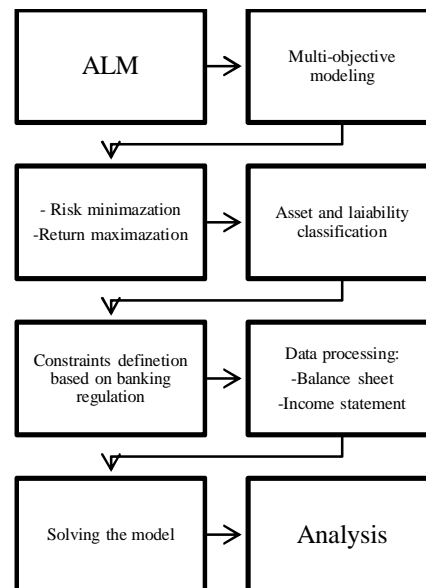 ALM
Multi-objective
modeling
- Risk minimazation
-Return maximazation
Asset and laiability
classification
Constraints definetion
based on banking
regulation
Data processing:
-Balance sheet
-Income statement
Solving the model
Analysis